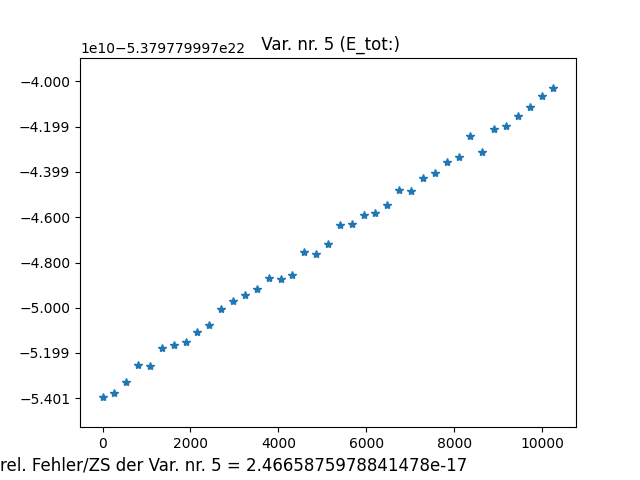 1e10−5.379779997e22 Var. nr. 5 (E_tot:)
−4.000
−4.199
−4.399
−4.600
−4.800
−5.000
−5.199
−5.401
0 2000 4000 6000 8000 10000
rel. Fehler/ZS der Var. nr. 5 = 2.4665875978841478e-17